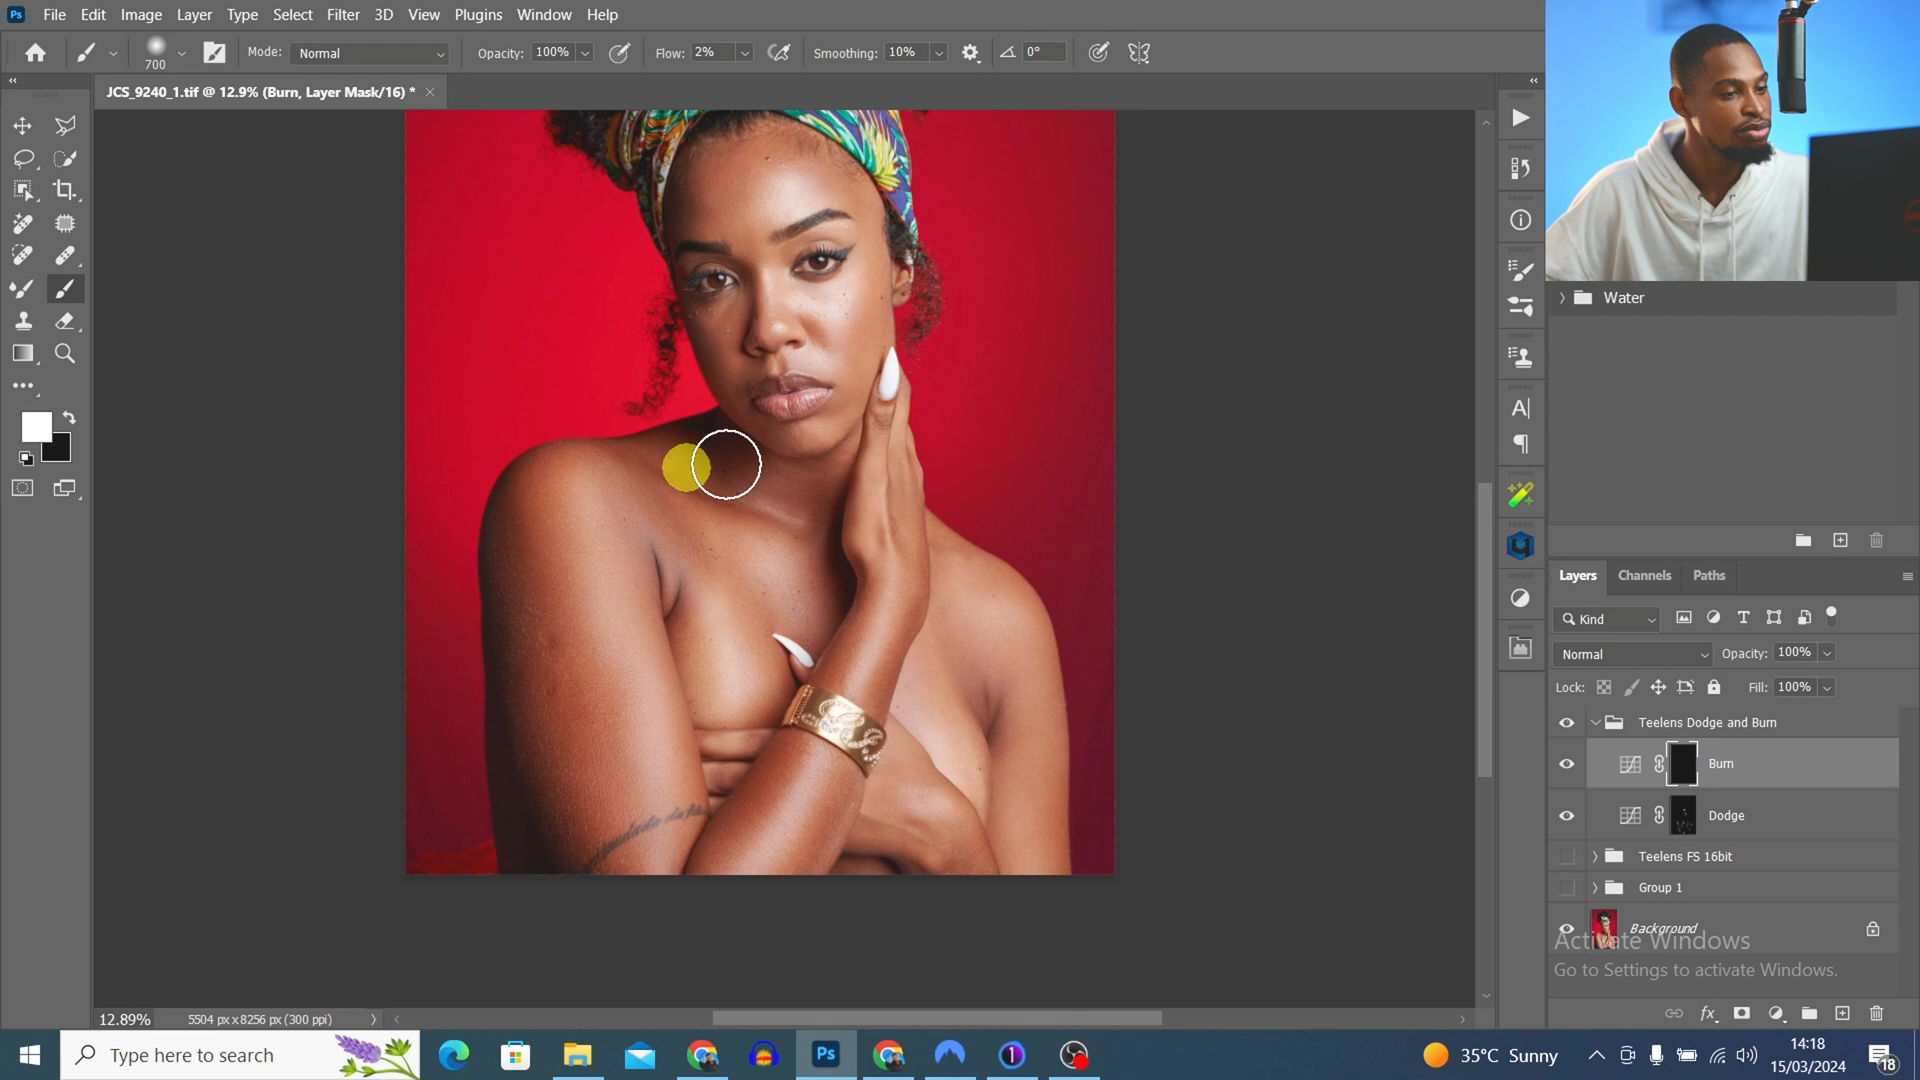 Ps File Edit Image Layer Type Select Filter 3D View Plugins Window Help
700 Mode: Normal Opacity: 100% Flow: 2% Smoothing: 10% 0°
JCS_9240_1.tif @ 12.9% (Burn, Layer Mask/16) *
Water
Layers Channels Paths
Kind
Normal Opacity: 100%
Lock: Fill: 100%
Teelens Dodge and Burn
Burn
Dodge
Teelens FS 16bit
Group 1
Background
Activate Windows
Go to Settings to activate Windows.
12.89% 5504 px x 8256 px (300 ppi)
Type here to search
Ps
35°C Sunny
14:18
15/03/2024
18